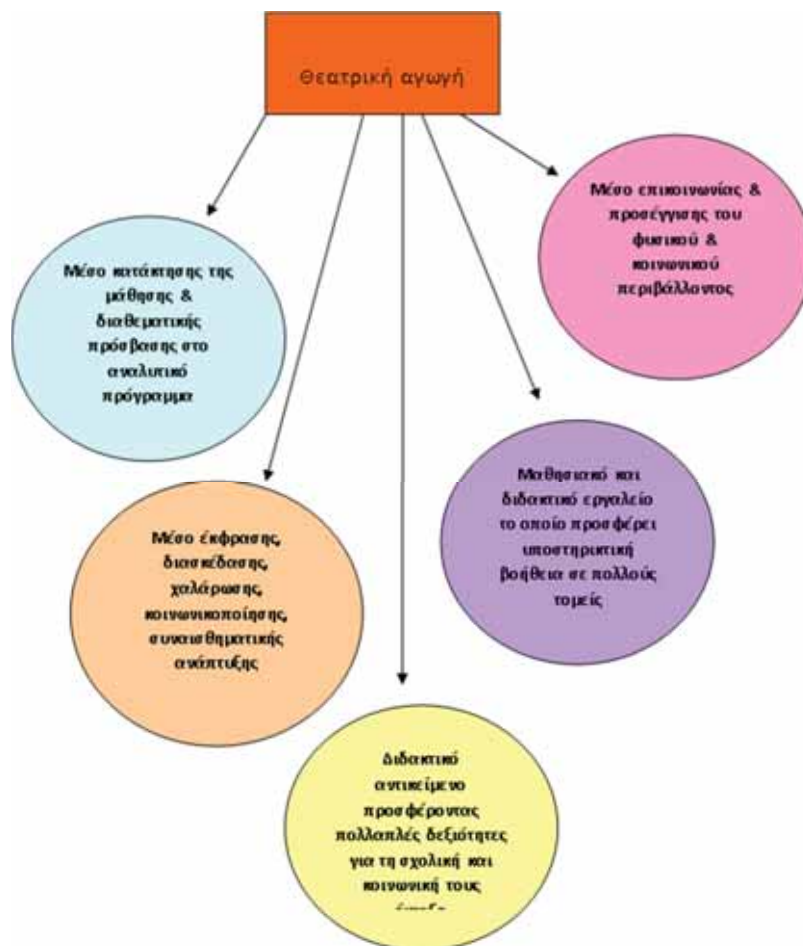 Θεατρική αγωγή
Μέσο επικοινωνίας &
προσέγγισης του
φυσικού &
κοινωνικού
περιβάλλοντος
Μέσο κατάκτησης της
μάθησης &
διαθεματικής
πρόσβασης στο
αναλυτικό
πρόγραμμα
Μαθησιακό και
διδακτικό εργαλείο
το οποίο προσφέρει
υποστηρικτική
βοήθεια σε πολλούς
τομείς
Μέσο έκφρασης,
διασκέδασης,
χαλάρωσης,
κοινωνικοποίησης,
συναισθηματικής
ανάπτυξης
Διδακτικό
αντικείμενο
προσφέροντας
πολλαπλές δεξιότητες
για τη σχολική και
κοινωνική τους